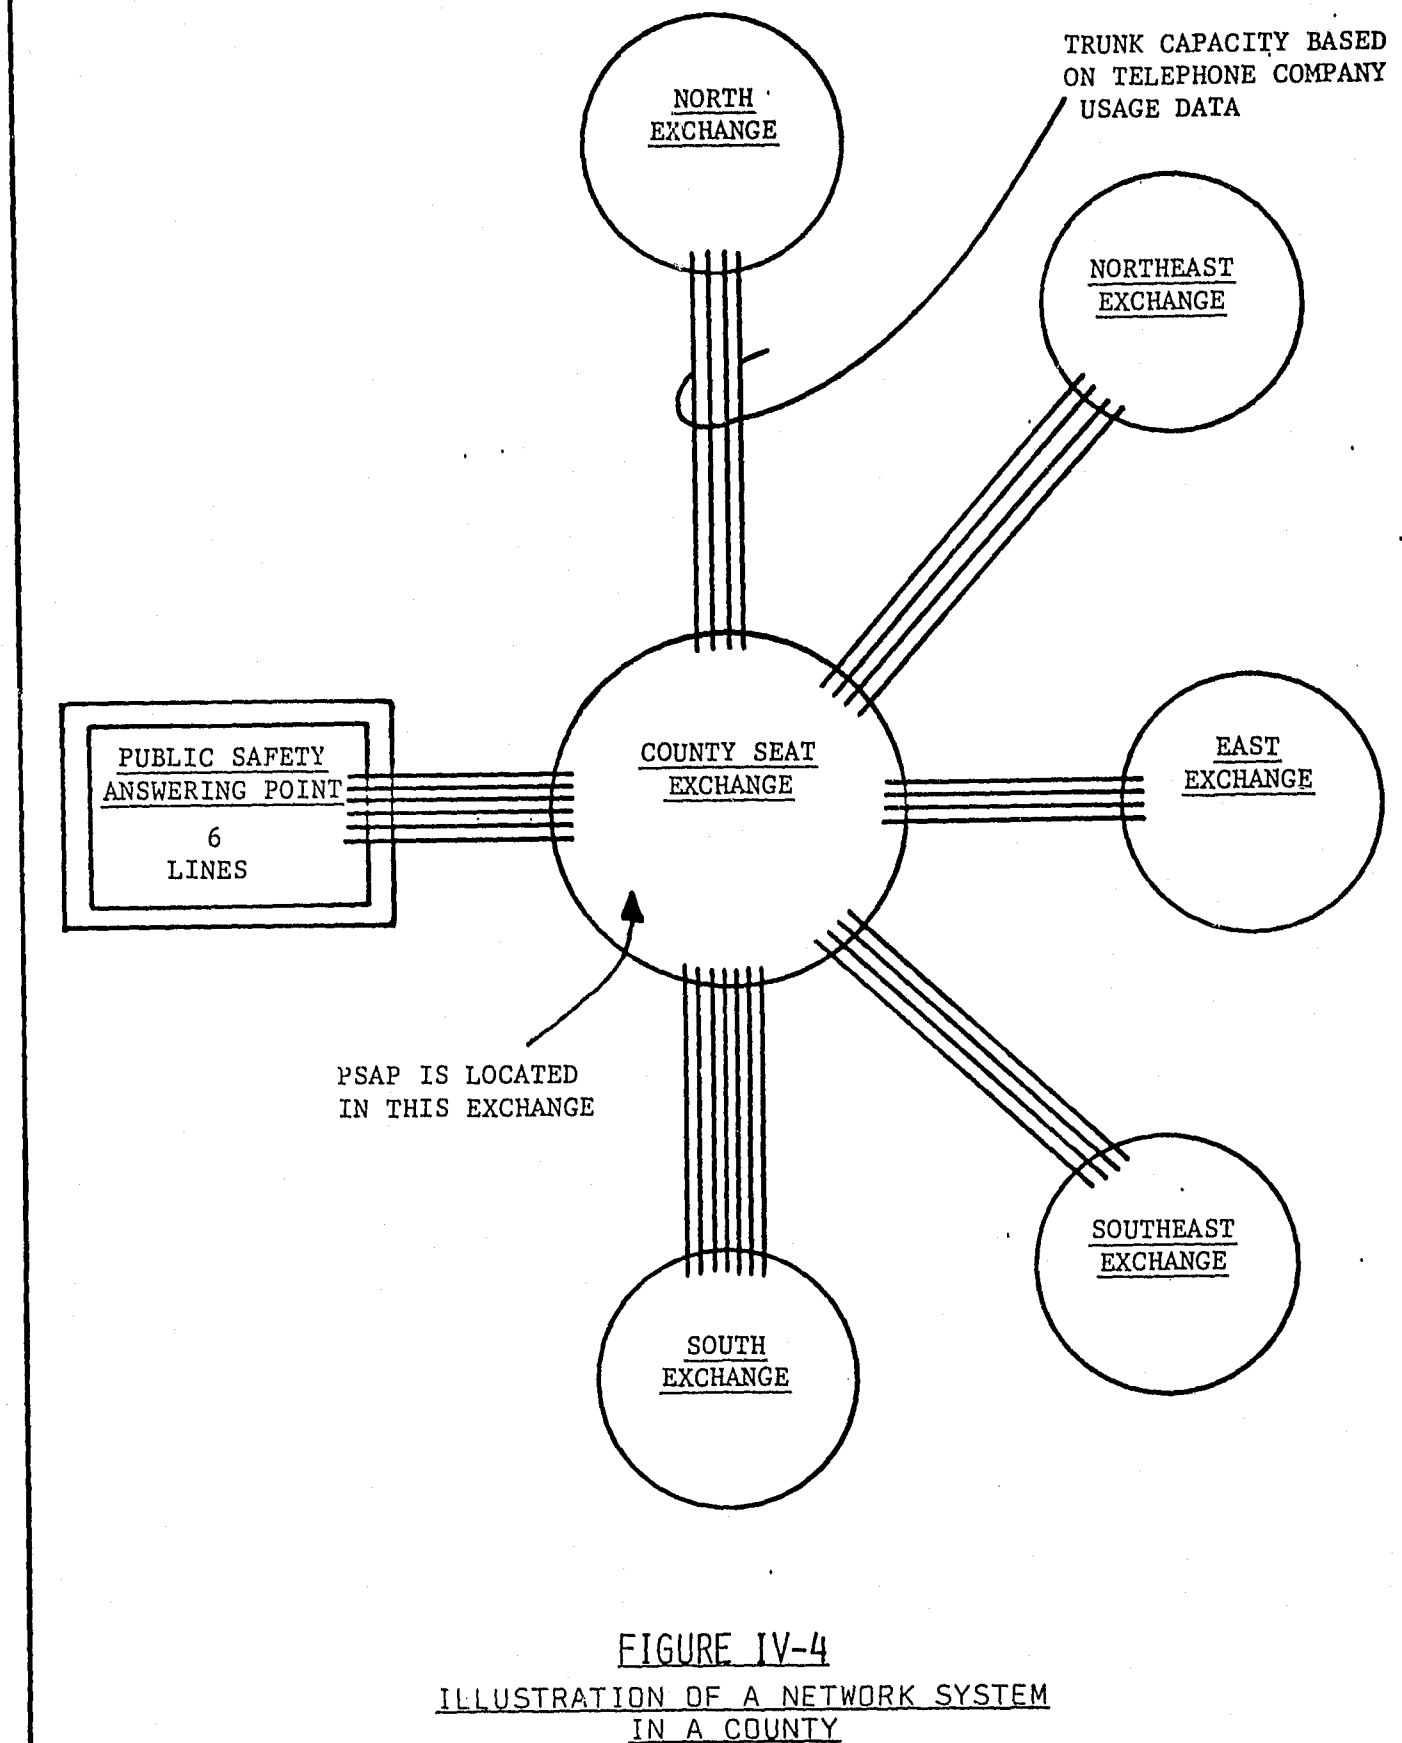 TRUNK CAPACITY BASED
ON TELEPHONE COMPANY
USAGE DATA
NORTH
EXCHANGE
NORTHEAST
EXCHANGE
PUBLIC SAFETY
ANSWERING POINT
6
LINES
COUNTY SEAT
EXCHANGE
EAST
EXCHANGE
PSAP IS LOCATED
IN THIS EXCHANGE
SOUTHEAST
EXCHANGE
SOUTH
EXCHANGE
FIGURE IV-4
ILLUSTRATION OF A NETWORK SYSTEM
IN A COUNTY